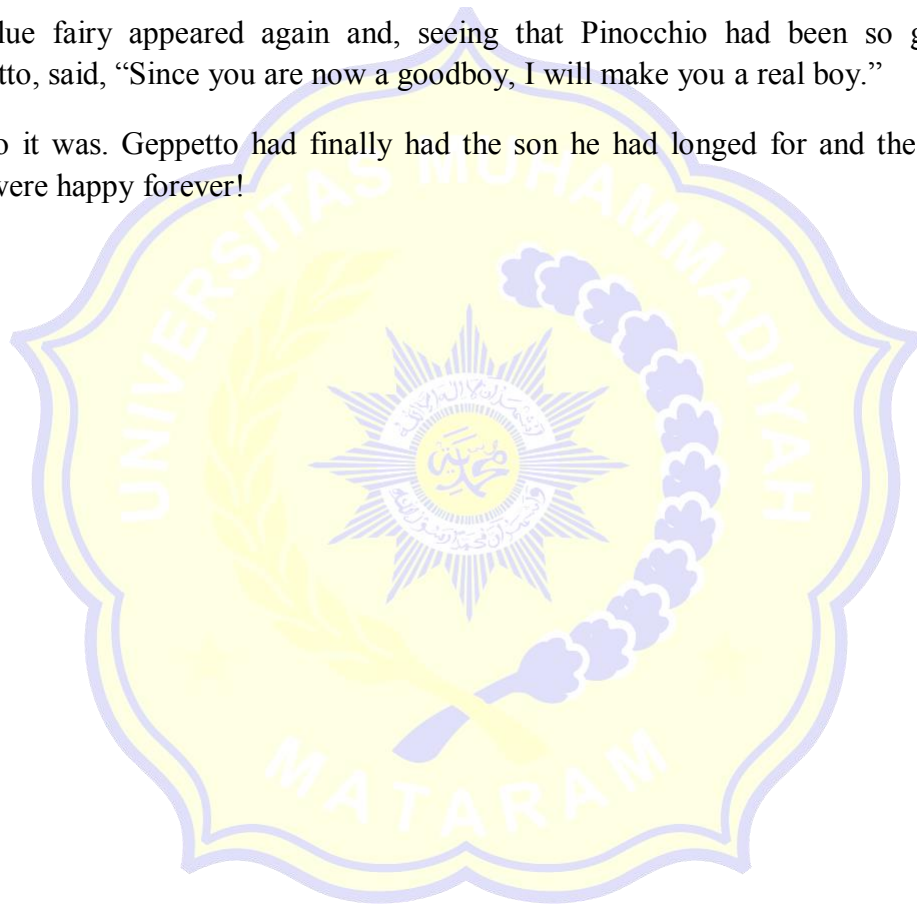 lue fairy appeared again and, seeing that Pinocchio had been so g
tto, said, “Since you are now a goodboy, I will make you a real boy.”
o it was. Geppetto had finally had the son he had longed for and the
were happy forever!
UNIVERSITAS MUHAMMADIYAH
MATARAM